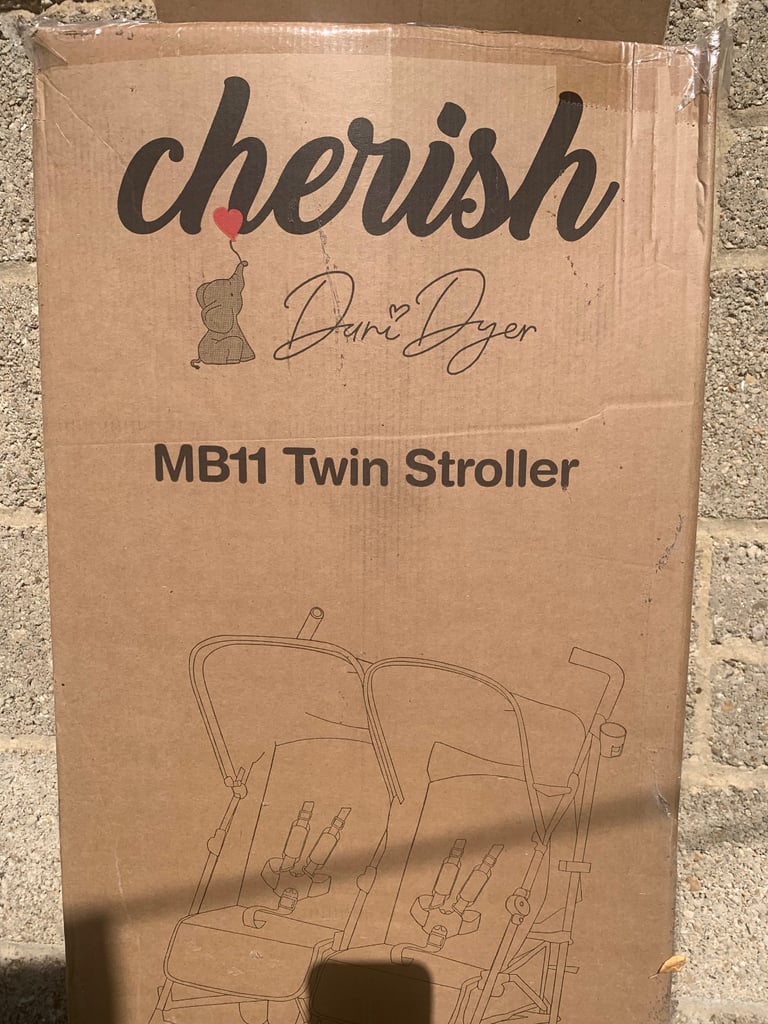 cherish
Dani Dyer
MB11 Twin Stroller